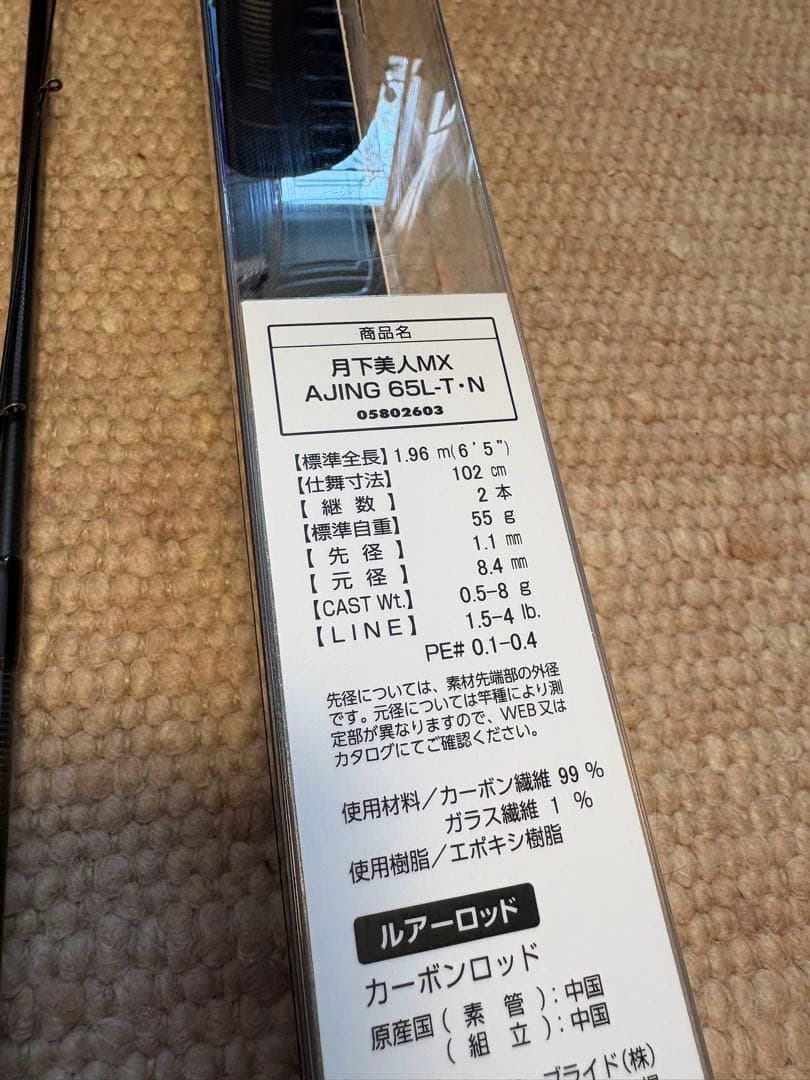 商品名
月下美人MX
AJING 65L-T・N
05802603
【標準全長】1.96 m(6'5")
【仕舞寸法】 102 cm
【継数】 2 本
【標準自重】 55 g
【先径】 1.1 mm
【元径】 8.4 mm
【CAST Wt.】 0.5-8 g
【LINE】 1.5-4 lb.
PE# 0.1-0.4
先径については、素材先端部の外径
です。元径については竿種により測
定部が異なりますので、WEB又は
カタログにてご確認ください。
使用材料/カーボン繊維 99 %
ガラス繊維 1 %
使用樹脂/エポキシ樹脂
ルアーロッド
カーボンロッド
原産国(素管):中国
(組立):中国
ブライド(株)